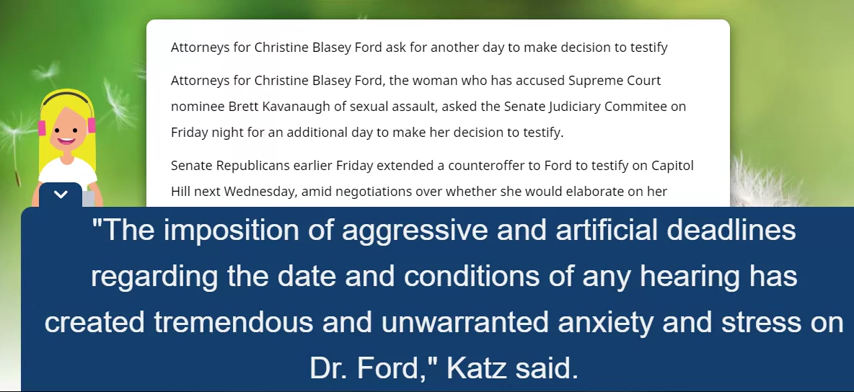 Attorneys for Christine Blasey Ford ask for another day to make decision to testify
Attorneys for Christine Blasey Ford, the woman who has accused Supreme Court
nominee Brett Kavanaugh of sexual assault, asked the Senate Judiciary Commitee on
Friday night for an additional day to make her decision to testify.
Senate Republicans earlier Friday extended a counteroffer to Ford to testify on Capitol
Hill next Wednesday, amid negotiations over whether she would elaborate on her
"The imposition of aggressive and artificial deadlines
regarding the date and conditions of any hearing has
created tremendous and unwarranted anxiety and stress on
Dr. Ford," Katz said.